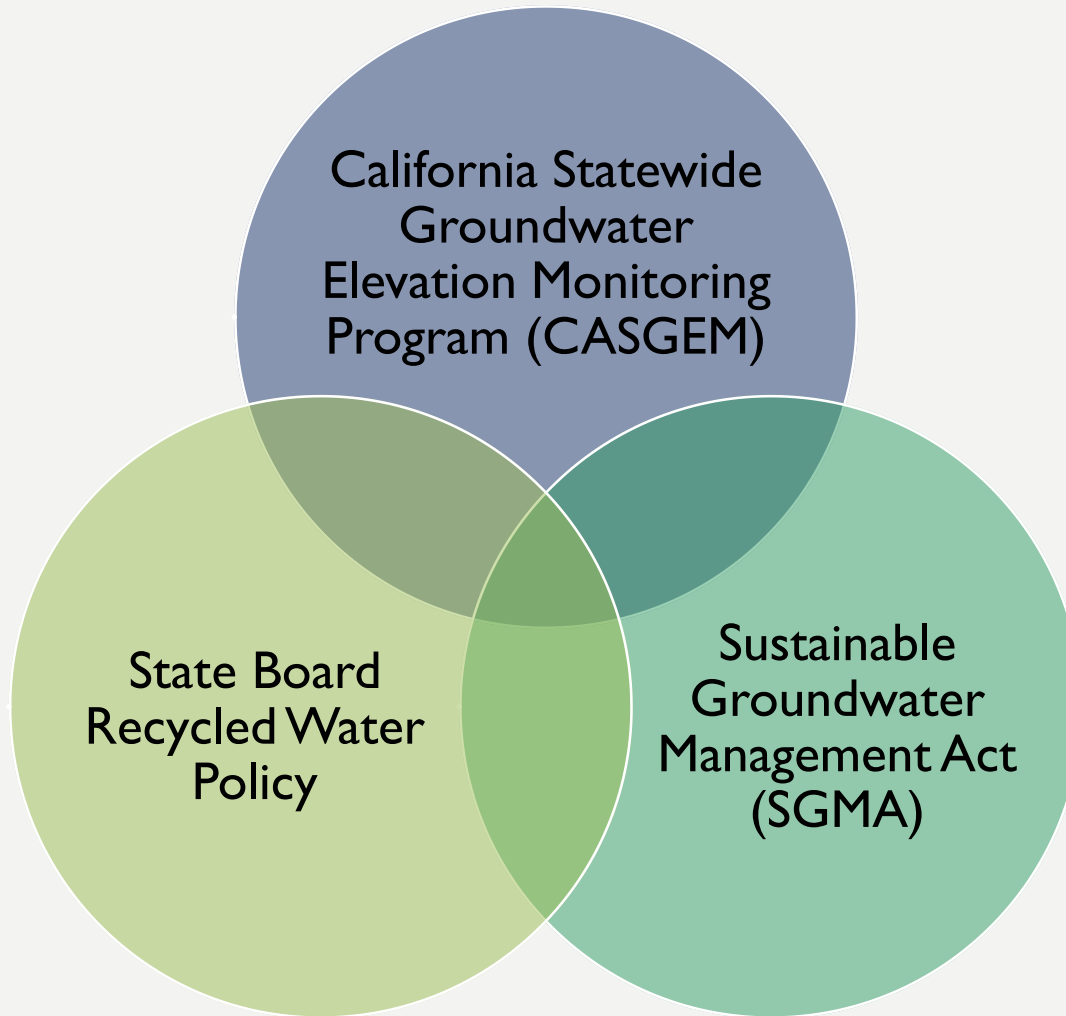 California Statewide
Groundwater
Elevation Monitoring
Program (CASGEM)
State Board
Recycled Water
Policy
Sustainable
Groundwater
Management Act
(SGMA)